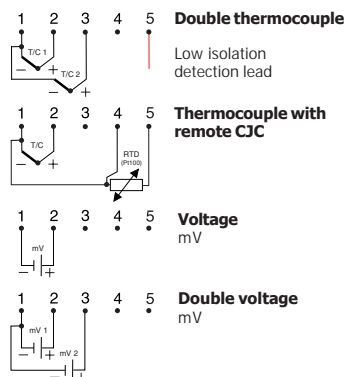 1 2 3 4 5
Double thermocouple
T/C 1
T/C 2
– +
– +
Low isolation
detection lead
1 2 3 4 5
Thermocouple with
remote CJC
T/C
– +
RTD
(Pt100)
1 2 3 4 5
Voltage
mV
mV
– +
1 2 3 4 5
Double voltage
mV
mV 1
– +
mV 2
– +